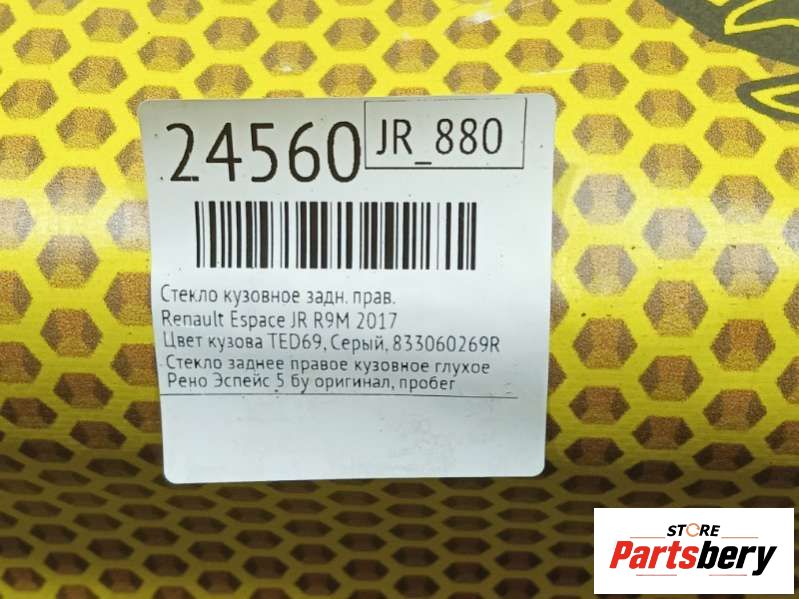 24560
JR_880
Стекло кузовное задн. прав.
Renault Espace JR R9M 2017
Цвет кузова TED69, Серый, 833060269R
Стекло заднее правое кузовное глухое
Рено Эспейс 5 бу оригинал, пробег
STORE
Partsbery